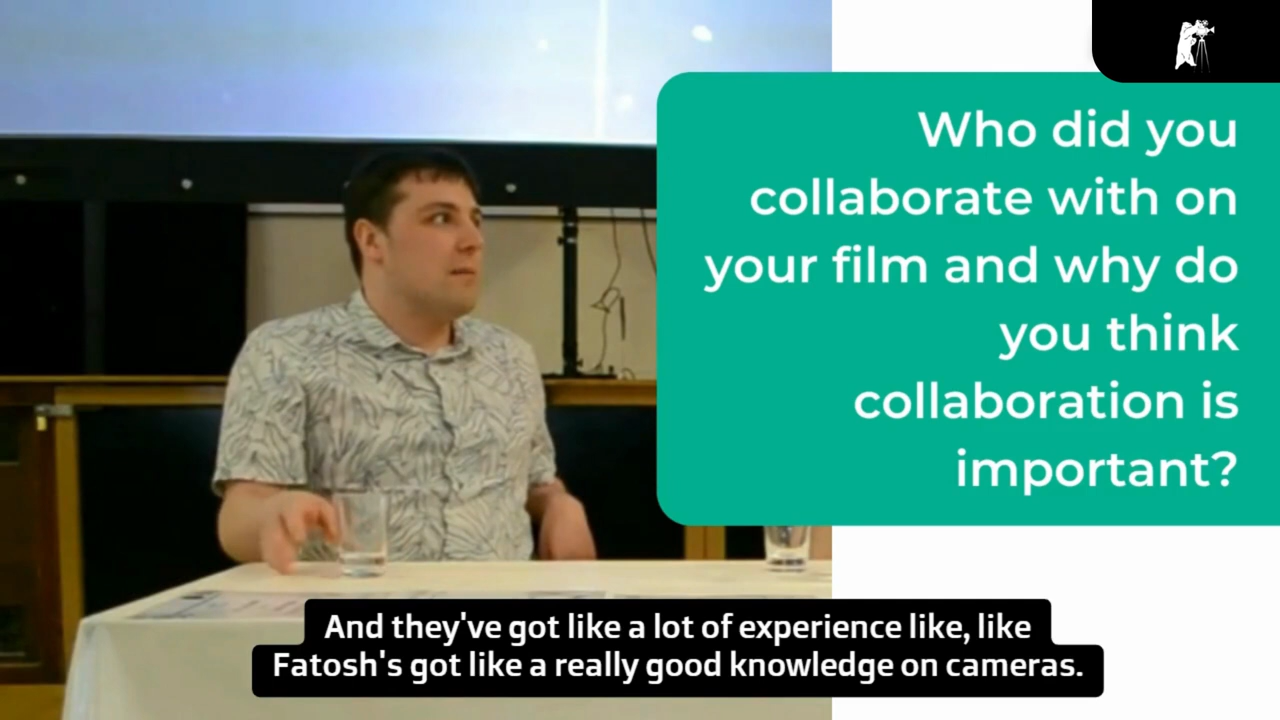 Who did you
collaborate with on
your film and why do
you think
collaboration is
important?
And they've got like a lot of experience like, like
Fatosh's got like a really good knowledge on cameras.